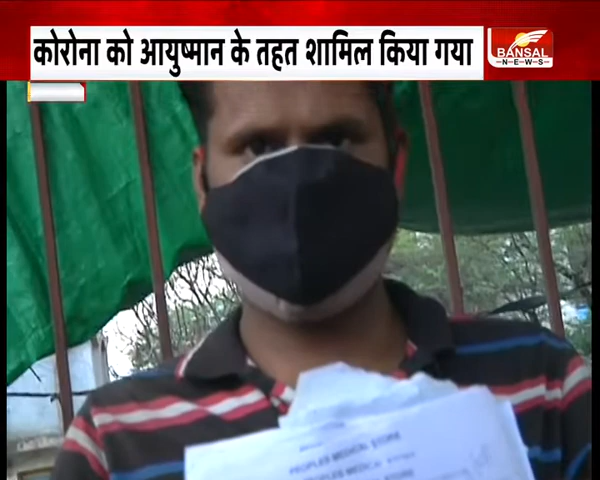 कोरोना को आयुष्मान के तहत शामिल किया गया
BANSAL
NEWS
PEOPLES MEDICAL STORE
PEOPLES MEDICAL STORE